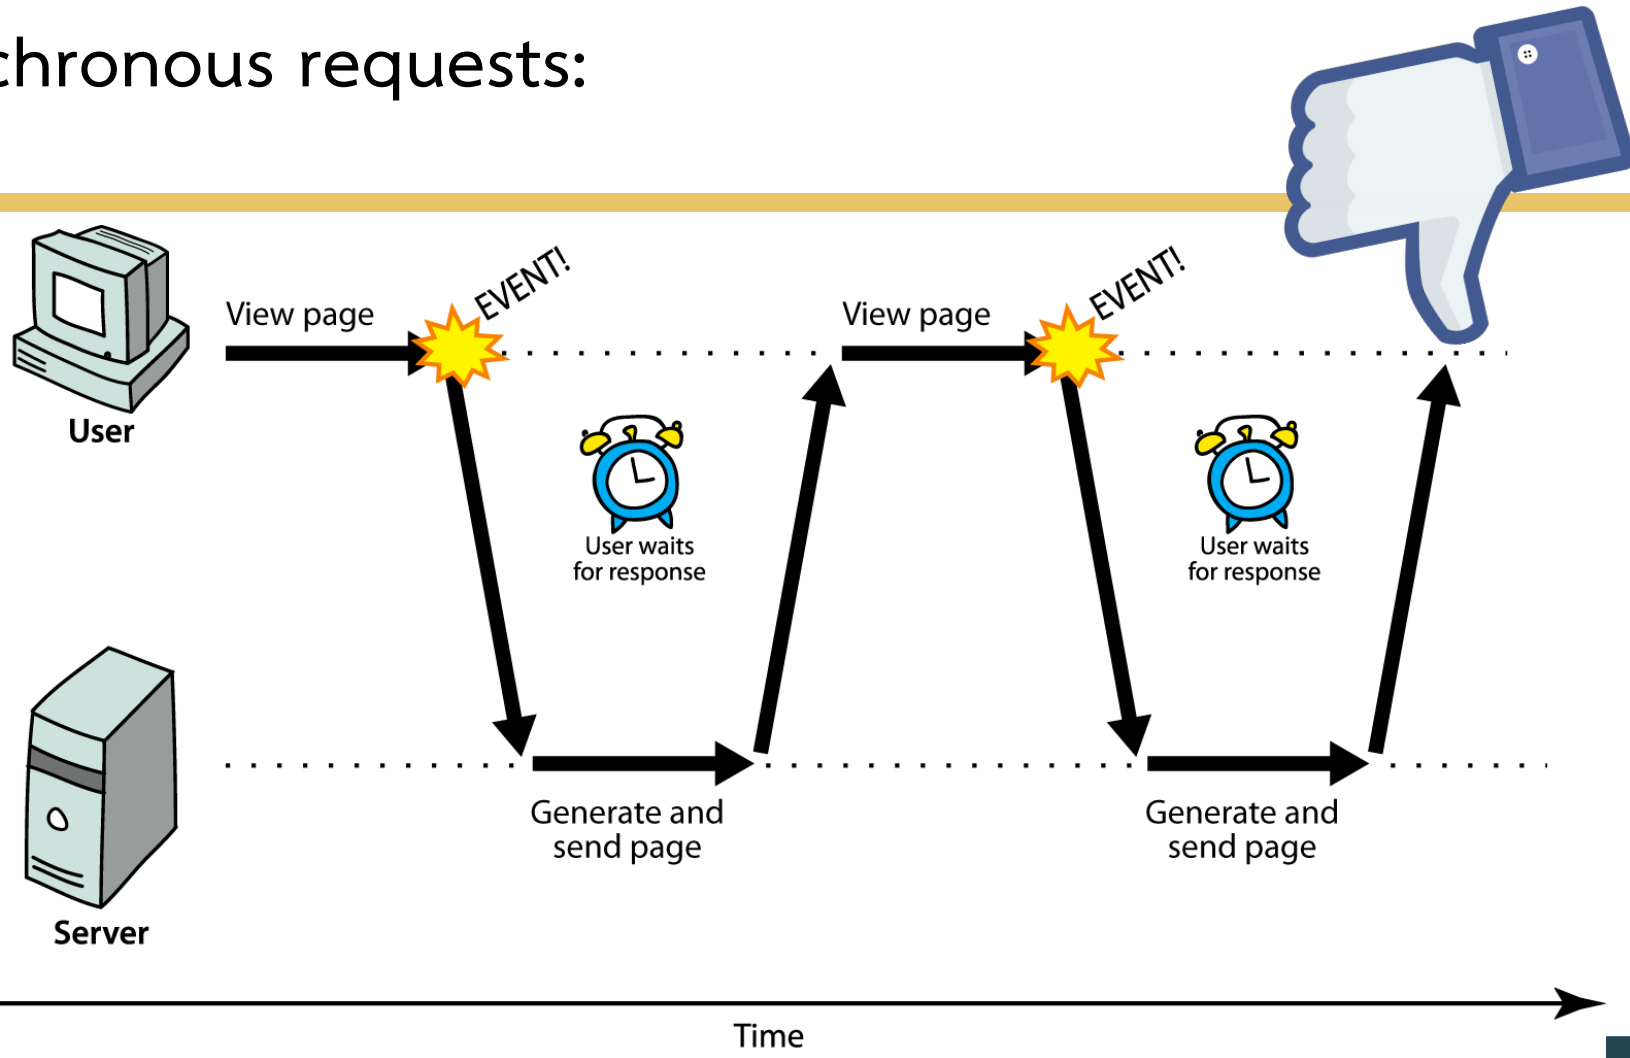 chronous requests:
EVENT!
EVENT!
View page
View page
User
User waits
for response
User waits
for response
Generate and
send page
Generate and
send page
Server
Time